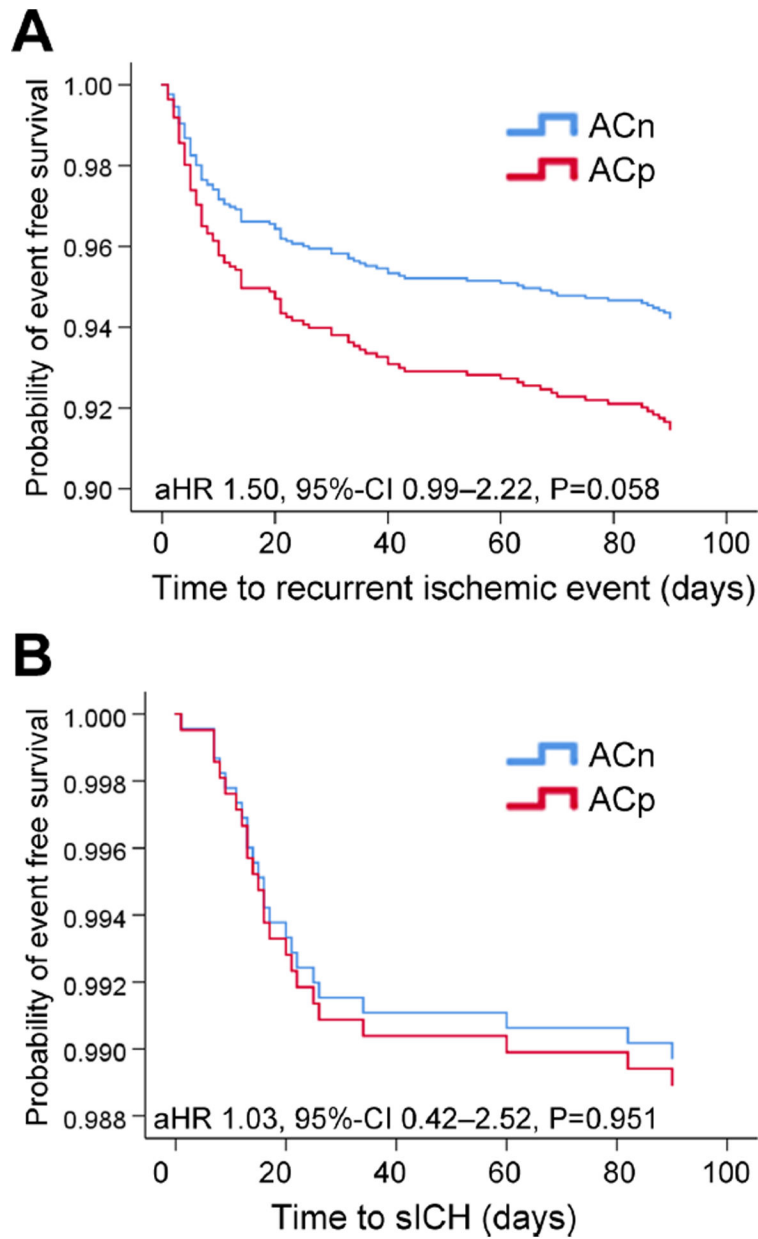 A
Probability of event free survival
1.00
0.98
0.96
0.94
0.92
0.90
ACn
ACp
aHR 1.50, 95%-CI 0.99–2.22, P=0.058
0 20 40 60 80 100
Time to recurrent ischemic event (days)
B
Probability of event free survival
1.000
0.998
0.996
0.994
0.992
0.990
0.988
ACn
ACp
aHR 1.03, 95%-CI 0.42–2.52, P=0.951
0 20 40 60 80 100
Time to sICH (days)